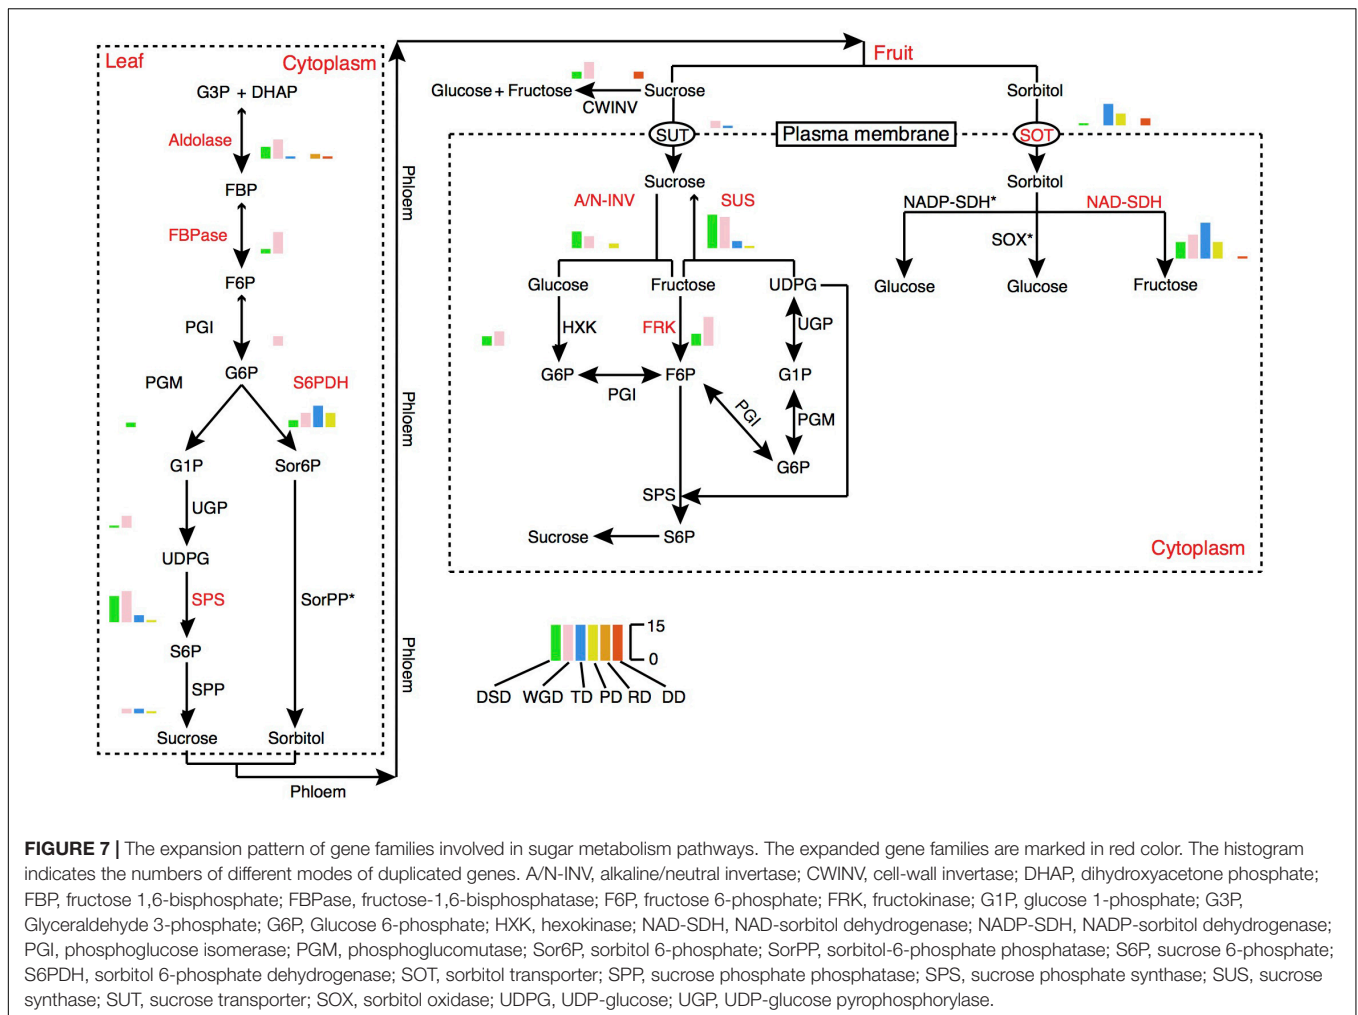 Leaf
Cytoplasm
G3P + DHAP
Aldolase
FBP
FBPase
F6P
PGI
G6P
PGM
S6PDH
G1P
Sor6P
UGP
UDPG
SPS
SorPP*
S6P
SPP
Sucrose
Sorbitol
Phloem
Phloem
Phloem
Phloem
Fruit
Glucose + Fructose
CWINV
Sucrose
Sorbitol
SUT
Plasma membrane
SOT
Sucrose
Sorbitol
A/N-INV
SUS
NADP-SDH*
NAD-SDH
SOX*
Glucose
Fructose
UDPG
Glucose
Glucose
Fructose
HXK
FRK
UGP
G6P
PGI
F6P
G1P
PGI
PGM
G6P
SPS
Sucrose
S6P
Cytoplasm
15
0
DSD
WGD
TD
PD
RD
DD
FIGURE 7 | The expansion pattern of gene families involved in sugar metabolism pathways. The expanded gene families are marked in red color. The histogram
indicates the numbers of different modes of duplicated genes. A/N-INV, alkaline/neutral invertase; CWINV, cell-wall invertase; DHAP, dihydroxyacetone phosphate;
FBP, fructose 1,6-bisphosphate; FBPase, fructose-1,6-bisphosphatase; F6P, fructose 6-phosphate; FRK, fructokinase; G1P, glucose 1-phosphate; G3P,
Glyceraldehyde 3-phosphate; G6P, Glucose 6-phosphate; HXK, hexokinase; NAD-SDH, NAD-sorbitol dehydrogenase; NADP-SDH, NADP-sorbitol dehydrogenase;
PGI, phosphoglucose isomerase; PGM, phosphoglucomutase; Sor6P, sorbitol 6-phosphate; SorPP, sorbitol-6-phosphate phosphatase; S6P, sucrose 6-phosphate;
S6PDH, sorbitol 6-phosphate dehydrogenase; SOT, sorbitol transporter; SPP, sucrose phosphate phosphatase; SPS, sucrose phosphate synthase; SUS, sucrose
synthase; SUT, sucrose transporter; SOX, sorbitol oxidase; UDPG, UDP-glucose; UGP, UDP-glucose pyrophosphorylase.